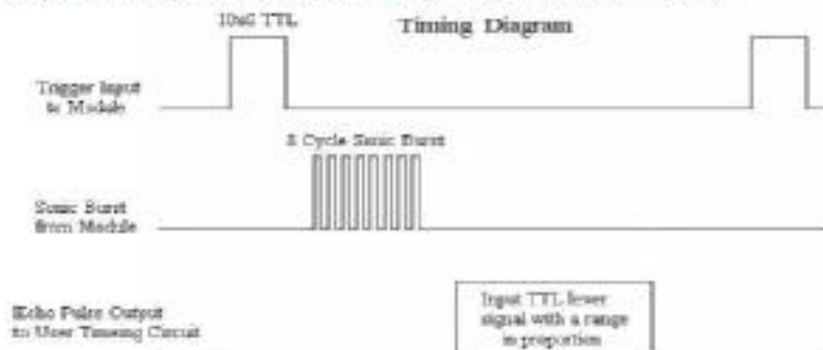 10uS TTL
Timing Diagram
Trigger Input
to Module
8 Cycle Sonic Burst
Sonic Burst
from Module
Echo Pulse Output
to User Timeing Circuit
Input TTL lever
signal with a range
in proportion